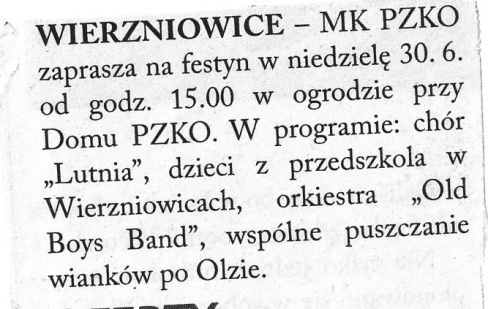 WIERZNIOWICE – MK PZKO
zaprasza na festyn w niedzielę 30. 6.
od godz. 15.00 w ogrodzie przy
Domu PZKO. W programie: chór
„Lutnia”, dzieci z przedszkola w
Wierzniowicach, orkiestra „Old
Boys Band”, wspólne puszczanie
wianków po Olzie.